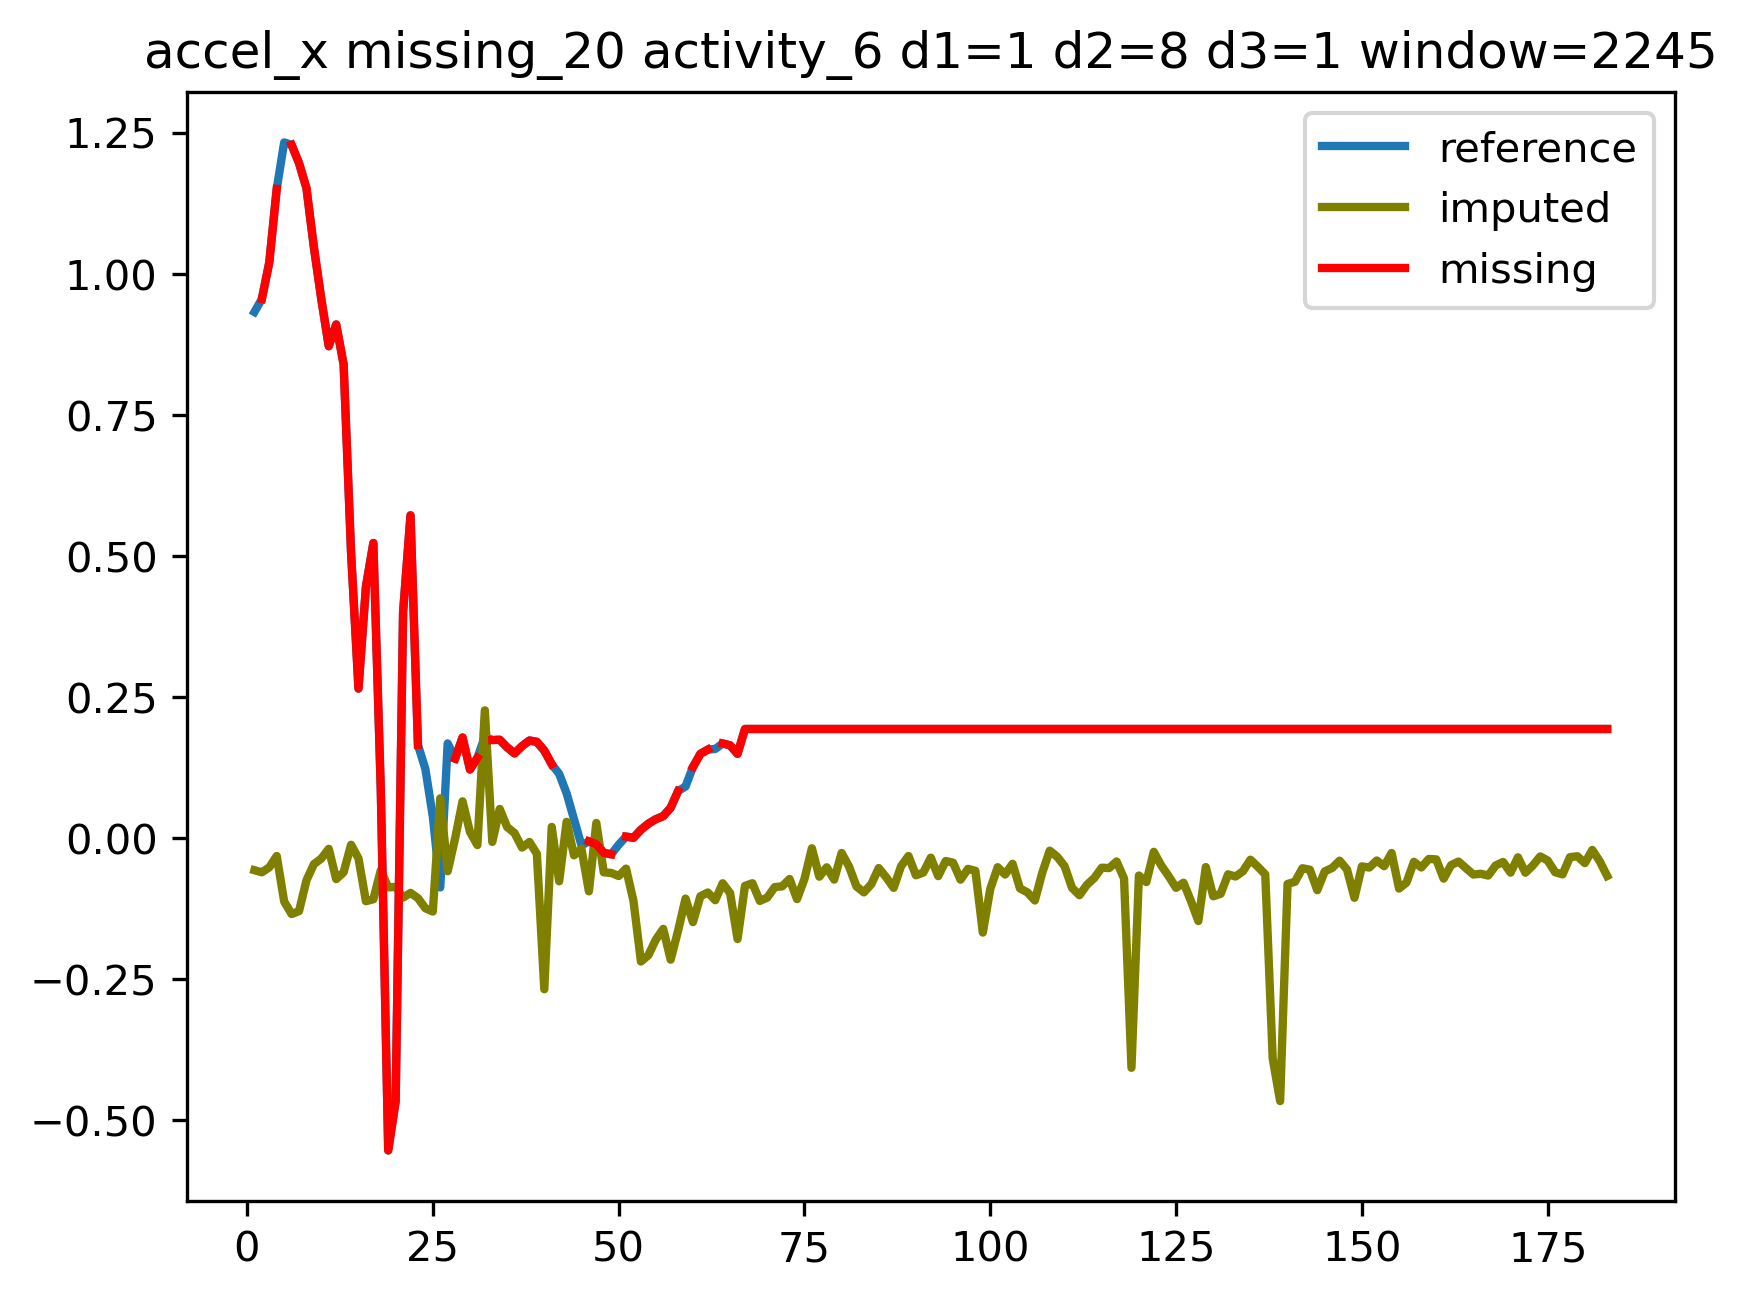 accel_x missing_20 activity_6 d1=1 d2=8 d3=1 window=2245
1.25
1.00
0.75
0.50
0.25
0.00
−0.25
−0.50
reference
imputed
missing
0 25 50 75 100 125 150 175